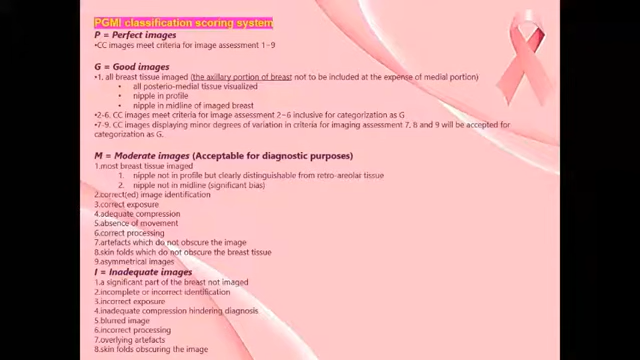 PGMI classification scoring system
P = Perfect images
•CC images meet criteria for image assessment 1–9
G = Good images
•1. all breast tissue imaged (the axillary portion of breast not to be included at the expense of medial portion)
• all postero-medial tissue visualized
• nipple in profile
• nipple in midline of imaged breast
•2-6. CC images meet criteria for image assessment 2–6 inclusive for categorization as G
•7-9. CC images displaying minor degrees of variation in criteria for imaging assessment 7, 8 and 9 will be accepted for
categorization as G.
M = Moderate images (Acceptable for diagnostic purposes)
1.most breast tissue imaged
1. nipple not in profile but clearly distinguishable from retro-areolar tissue
2. nipple not in midline (significant bias)
2.correct(ed) image identification
3.correct exposure
4.adequate compression
5.absence of movement
6.correct processing
7.artefacts which do not obscure the image
8.skin folds which do not obscure the breast tissue
9.asymmetrical images
I = Inadequate images
1.a significant part of the breast not imaged
2.incomplete or incorrect identification
3.incorrect exposure
4.inadequate compression hindering diagnosis
5.blurred image
6.incorrect processing
7.overlying artefacts
8.skin folds obscuring the image